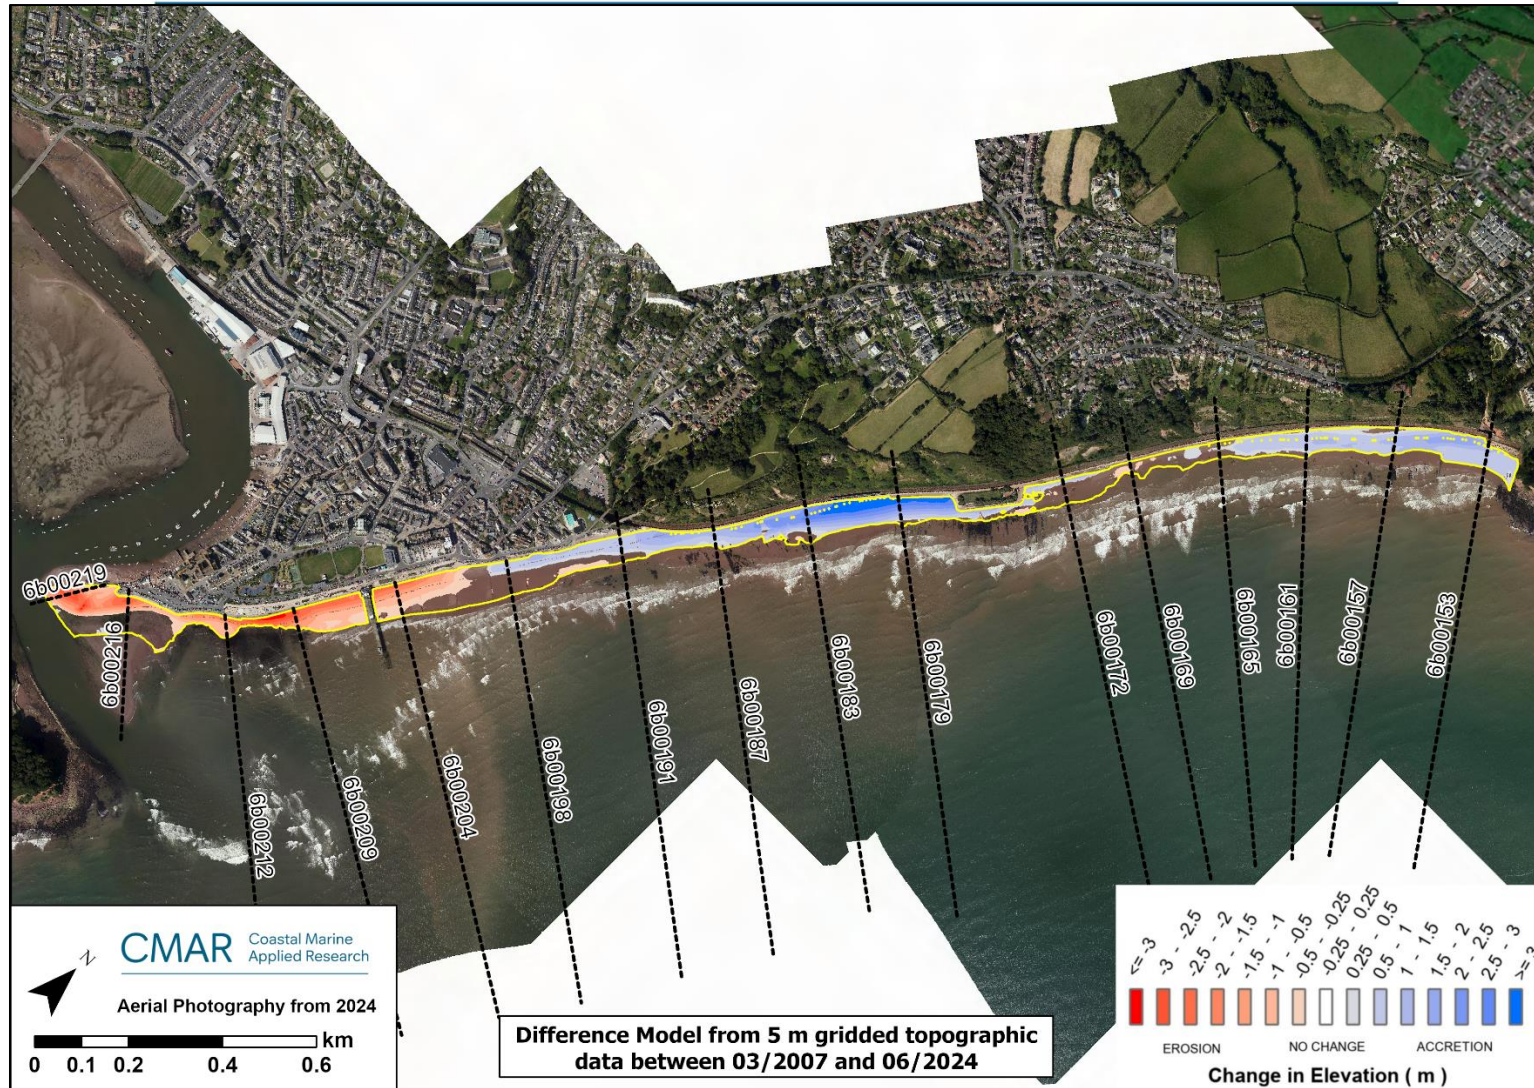 6b00219
6b00216
6b00212
6b00209
6b00204
6b00198
6b00191
6b00187
6b00183
6b00179
6b00172
6b00169
6b00165
6b00161
6b00157
6b00153
N
CMAR Coastal Marine
Applied Research
Aerial Photography from 2024
0 0.1 0.2 0.4 0.6 km
Difference Model from 5 m gridded topographic
data between 03/2007 and 06/2024
<= -3
-3 - -2.5
-2.5 - -2
-2 - -1.5
-1.5 - -1
-1 - -0.5
-0.5 - -0.25
-0.25 - 0.25
0.25 - 0.5
0.5 - 1
1 - 1.5
1.5 - 2
2 - 2.5
2.5 - 3
>= 3
EROSION NO CHANGE ACCRETION
Change in Elevation ( m )